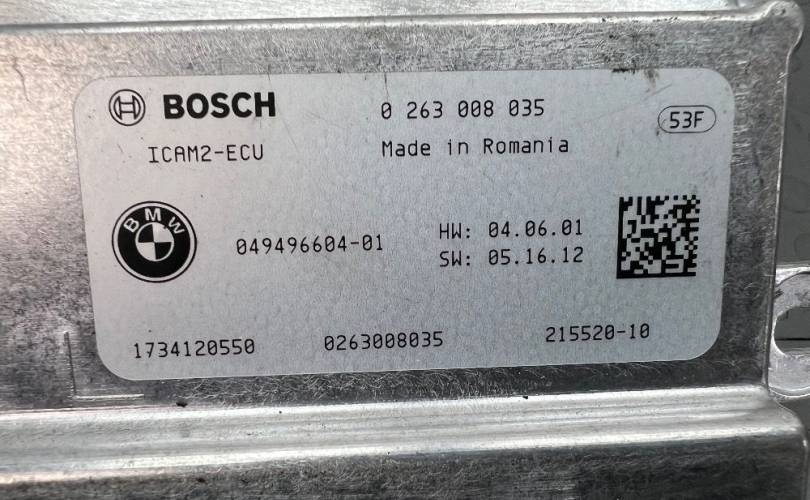 BOSCH 0 263 008 035 53F
ICAM2-ECU Made in Romania
BMW
049496604-01 HW: 04.06.01
SW: 05.16.12
1734120550 0263008035 215520-10